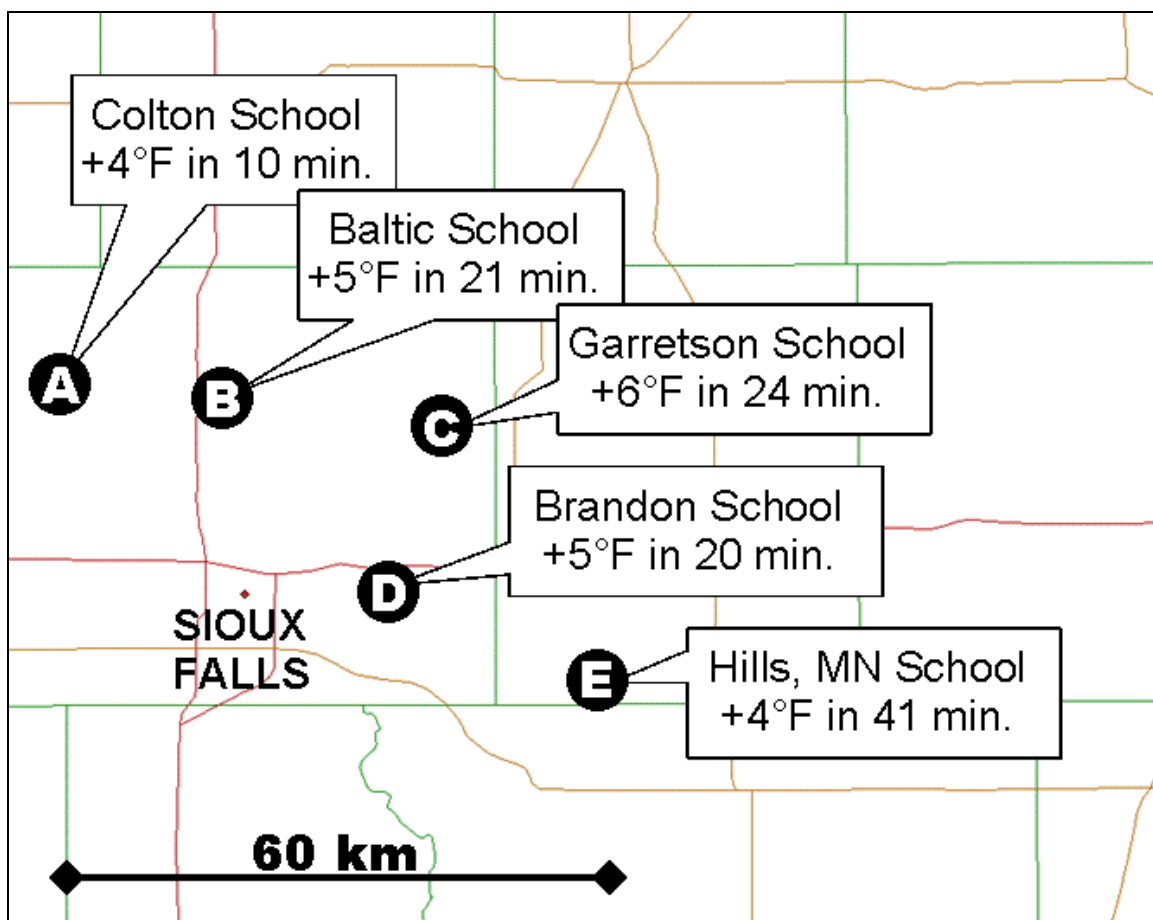 Colton School
+4°F in 10 min.
Baltic School
+5°F in 21 min.
Garretson School
+6°F in 24 min.
A
B
C
Brandon School
+5°F in 20 min.
D
SIOUX
FALLS
E
Hills, MN School
+4°F in 41 min.
60 km